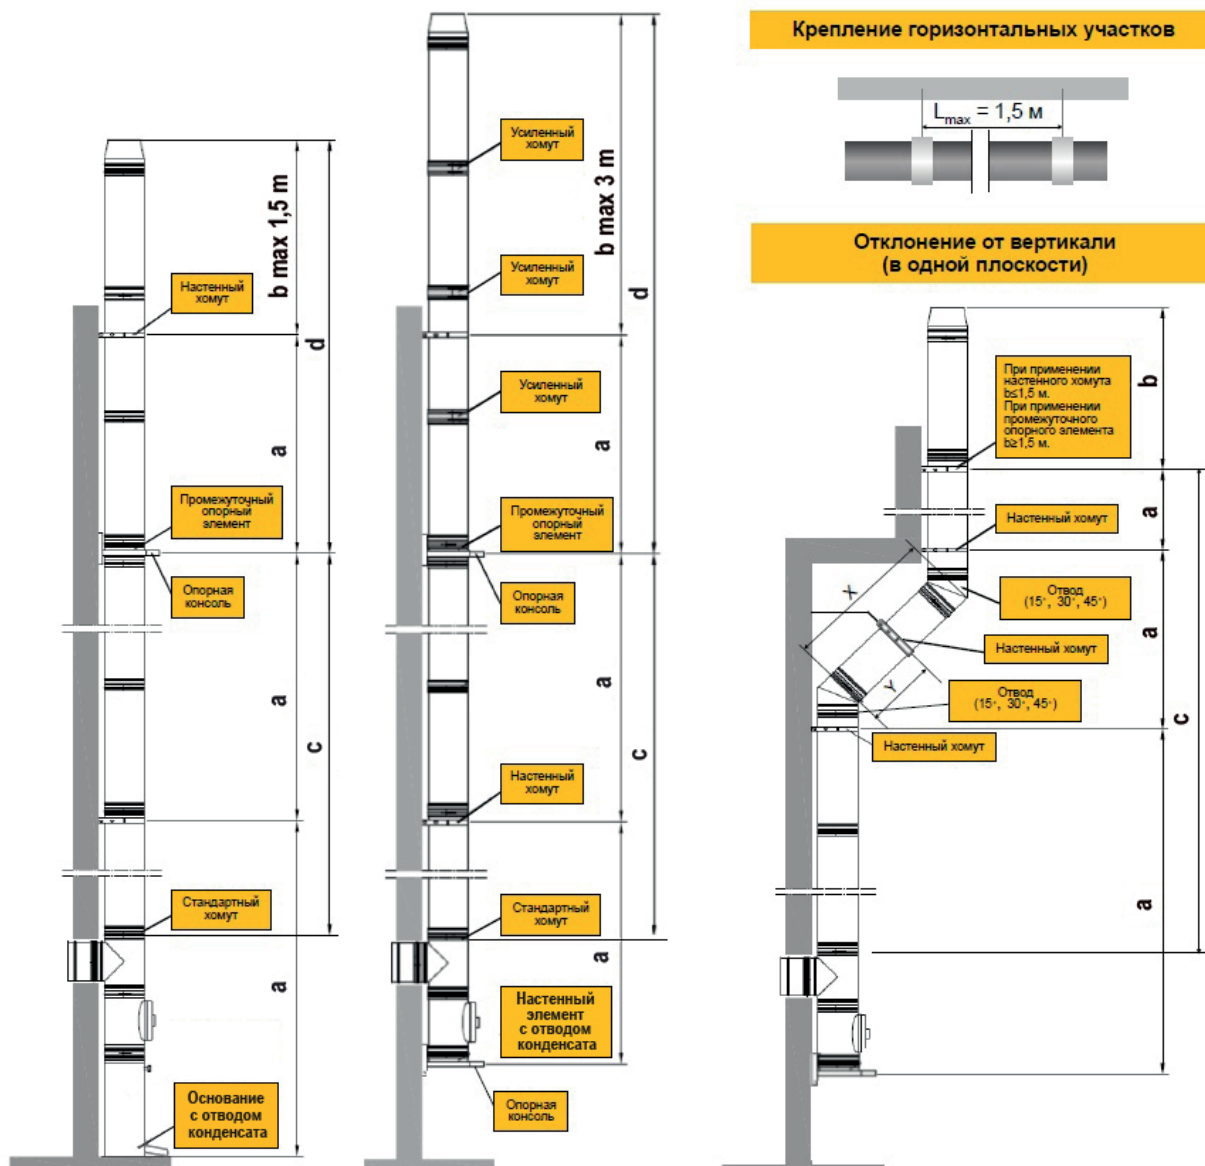 b max 1,5 m
d
Настенный
хомут
a
Промежуточный
опорный
элемент
Опорная
консоль
a
c
Стандартный
хомут
a
Основание
с отводом
конденсата
Усиленный
хомут
b max 3 m
d
Усиленный
хомут
Усиленный
хомут
a
Промежуточный
опорный
элемент
Опорная
консоль
a
c
Настенный
хомут
Стандартный
хомут
a
Настенный
элемент
с отводом
конденсата
Опорная
консоль
Крепление горизонтальных участков
Lmax = 1,5 м
Отклонение от вертикали
(в одной плоскости)
При применении
настенного хомута
b≤1,5 м.
При применении
промежуточного
опорного элемента
b≥1,5 м.
b
a
Настенный хомут
X
Отвод
(15°, 30°, 45°)
a
Настенный хомут
Y
Отвод
(15°, 30°, 45°)
c
Настенный хомут
a